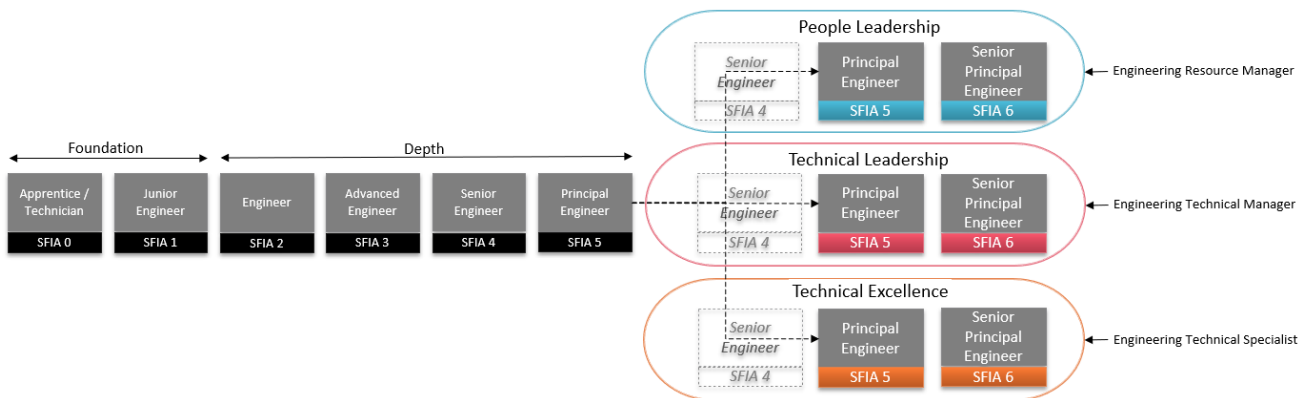 People Leadership
Senior
Engineer
SFIA 4
Principal
Engineer
SFIA 5
Senior
Principal
Engineer
SFIA 6
Engineering Resource Manager
Foundation
Depth
Apprentice /
Technician
SFIA 0
Junior
Engineer
SFIA 1
Engineer
SFIA 2
Advanced
Engineer
SFIA 3
Senior
Engineer
SFIA 4
Principal
Engineer
SFIA 5
Technical Leadership
Senior
Engineer
SFIA 4
Principal
Engineer
SFIA 5
Senior
Principal
Engineer
SFIA 6
Engineering Technical Manager
Technical Excellence
Senior
Engineer
SFIA 4
Principal
Engineer
SFIA 5
Senior
Principal
Engineer
SFIA 6
Engineering Technical Specialist